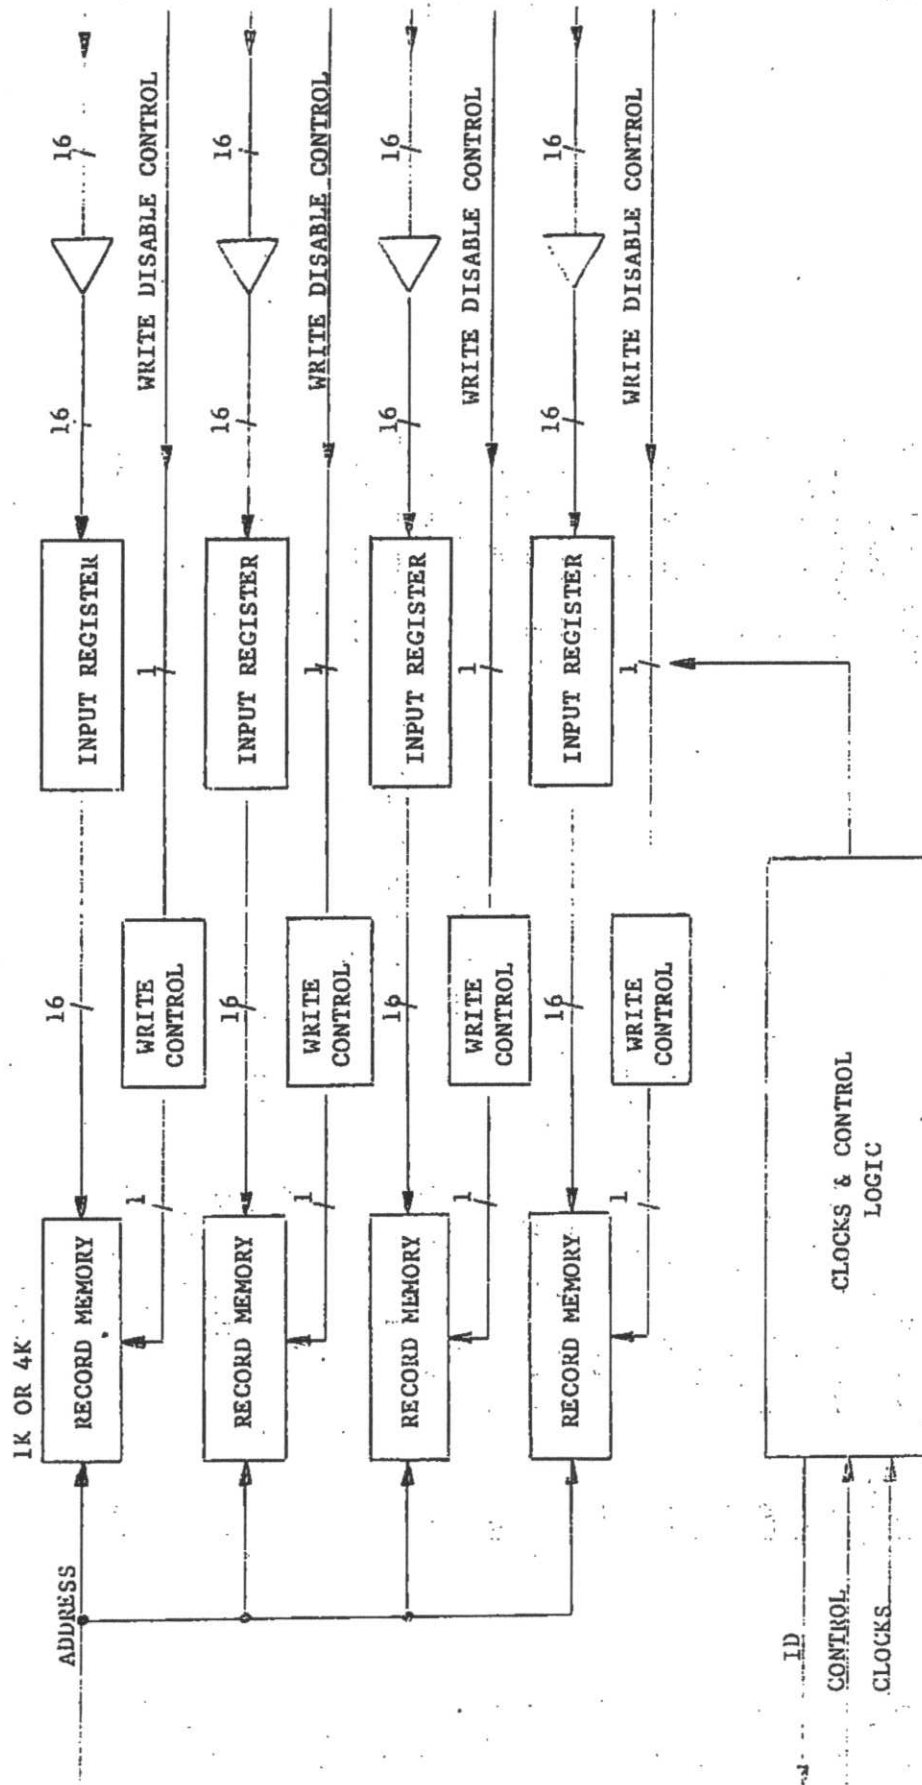 1K OR 4K
ADDRESS
16
16
16
RECORD MEMORY
INPUT REGISTER
1
WRITE
CONTROL
1
WRITE DISABLE CONTROL
16
16
16
RECORD MEMORY
INPUT REGISTER
1
WRITE
CONTROL
1
WRITE DISABLE CONTROL
16
16
16
RECORD MEMORY
INPUT REGISTER
1
WRITE
CONTROL
1
WRITE DISABLE CONTROL
16
16
16
RECORD MEMORY
INPUT REGISTER
1
WRITE
CONTROL
1
WRITE DISABLE CONTROL
ID
CONTROL
CLOCKS
CLOCKS & CONTROL
LOGIC